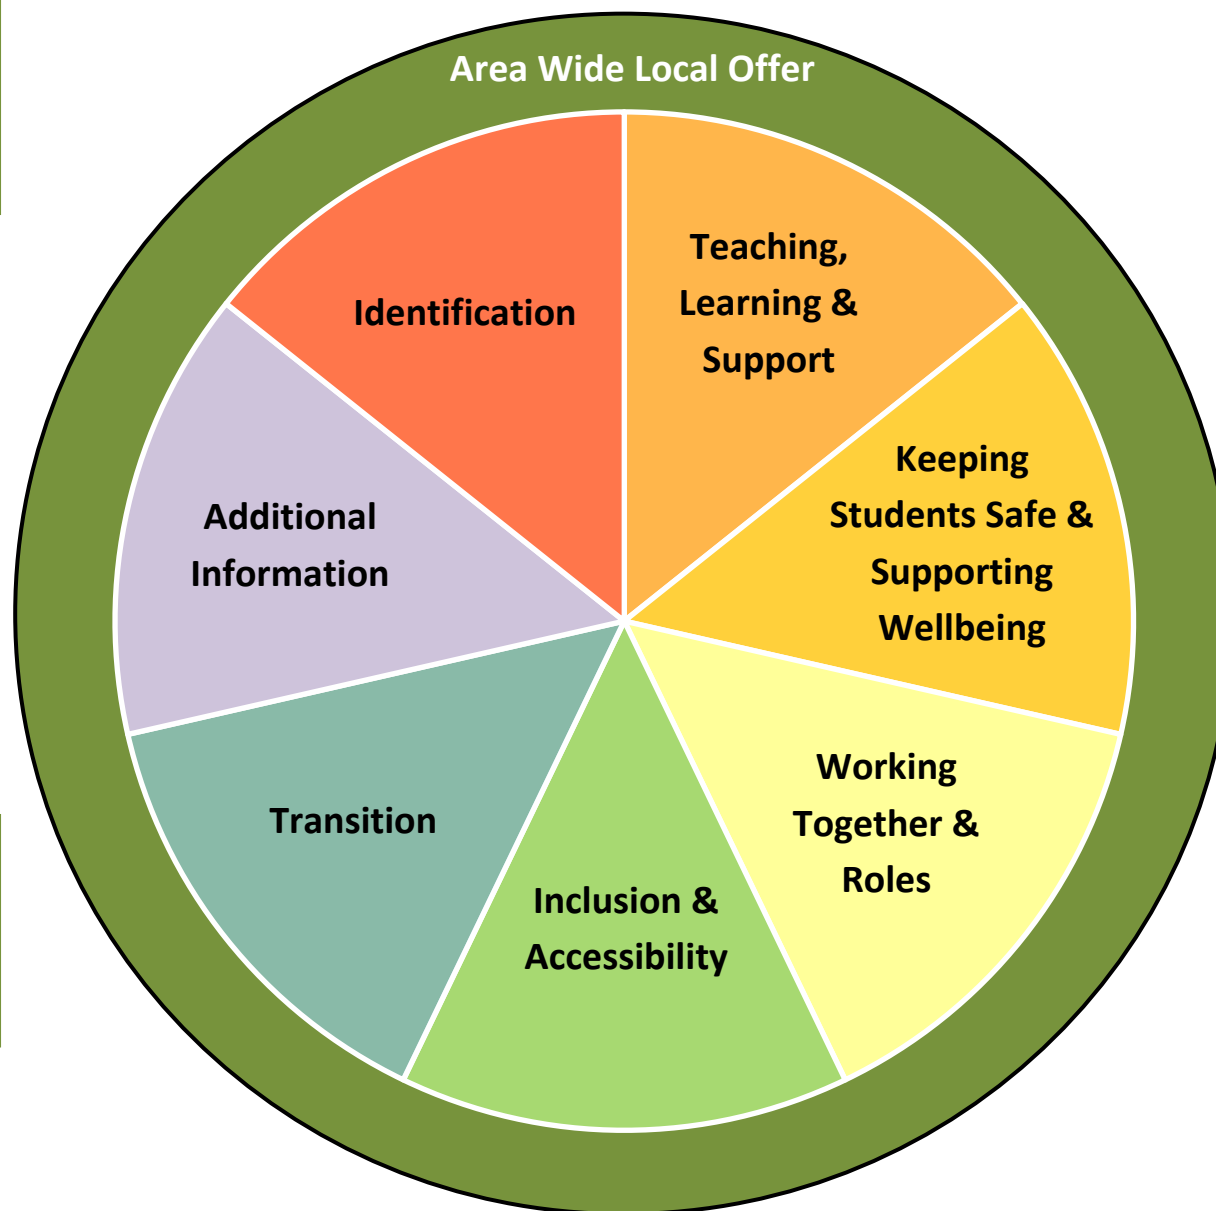 Area Wide Local Offer
Teaching,
Learning &
Support
Keeping
Students Safe &
Supporting
Wellbeing
Working
Together &
Roles
Inclusion &
Accessibility
Transition
Additional
Information
Identification